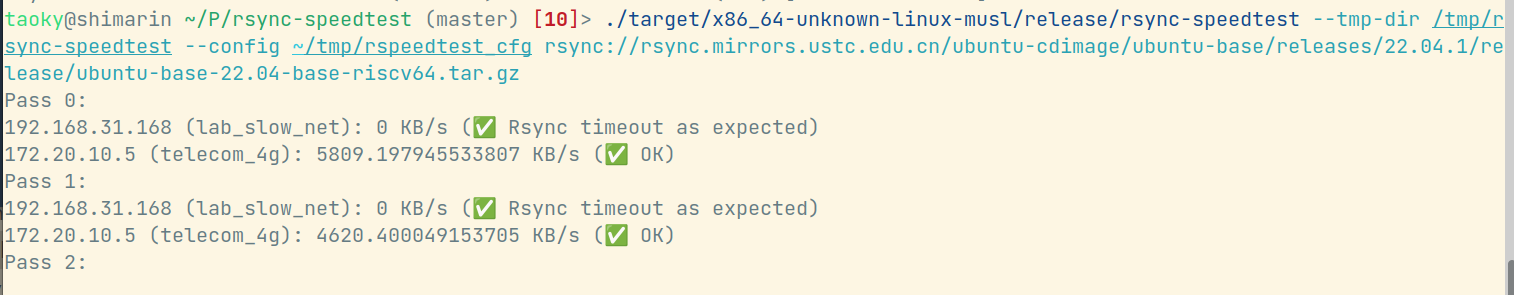 taoky@shimarin ~/P/rsync-speedtest (master) [10]> ./target/x86_64-unknown-linux-musl/release/rsync-speedtest --tmp-dir /tmp/r
sync-speedtest --config ~/tmp/rspeedtest_cfg rsync://rsync.mirrors.ustc.edu.cn/ubuntu-cdimage/ubuntu-base/releases/22.04.1/re
lease/ubuntu-base-22.04-base-riscv64.tar.gz
Pass 0:
192.168.31.168 (lab_slow_net): 0 KB/s (✅ Rsync timeout as expected)
172.20.10.5 (telecom_4g): 5809.197945533807 KB/s (✅ OK)
Pass 1:
192.168.31.168 (lab_slow_net): 0 KB/s (✅ Rsync timeout as expected)
172.20.10.5 (telecom_4g): 4620.400049153705 KB/s (✅ OK)
Pass 2: